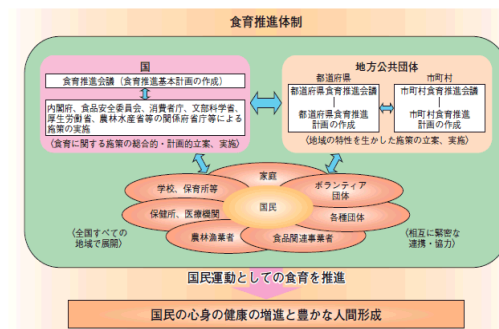 食育推進体制
国
食育推進会議（食育推進基本計画の作成）
内閣府、食品安全委員会、消費者庁、文部科学省、
厚生労働省、農林水産省等の関係府省庁等による
施策の実施
（食育に関する施策の総合的・計画的立案、実施）
地方公共団体
都道府県
都道府県食育推進会議
都道府県食育推進
計画の作成
市町村
市町村食育推進会議
市町村食育推進
計画の作成
（地域の特性を生かした施策の立案、実施）
家庭
学校、保育所等
ボランティア
団体
国民
保健所、医療機関
各種団体
農林漁業者
食品関連事業者
〈全国すべての
地域で展開〉
〈相互に緊密な
連携・協力〉
国民運動としての食育を推進
国民の心身の健康の増進と豊かな人間形成